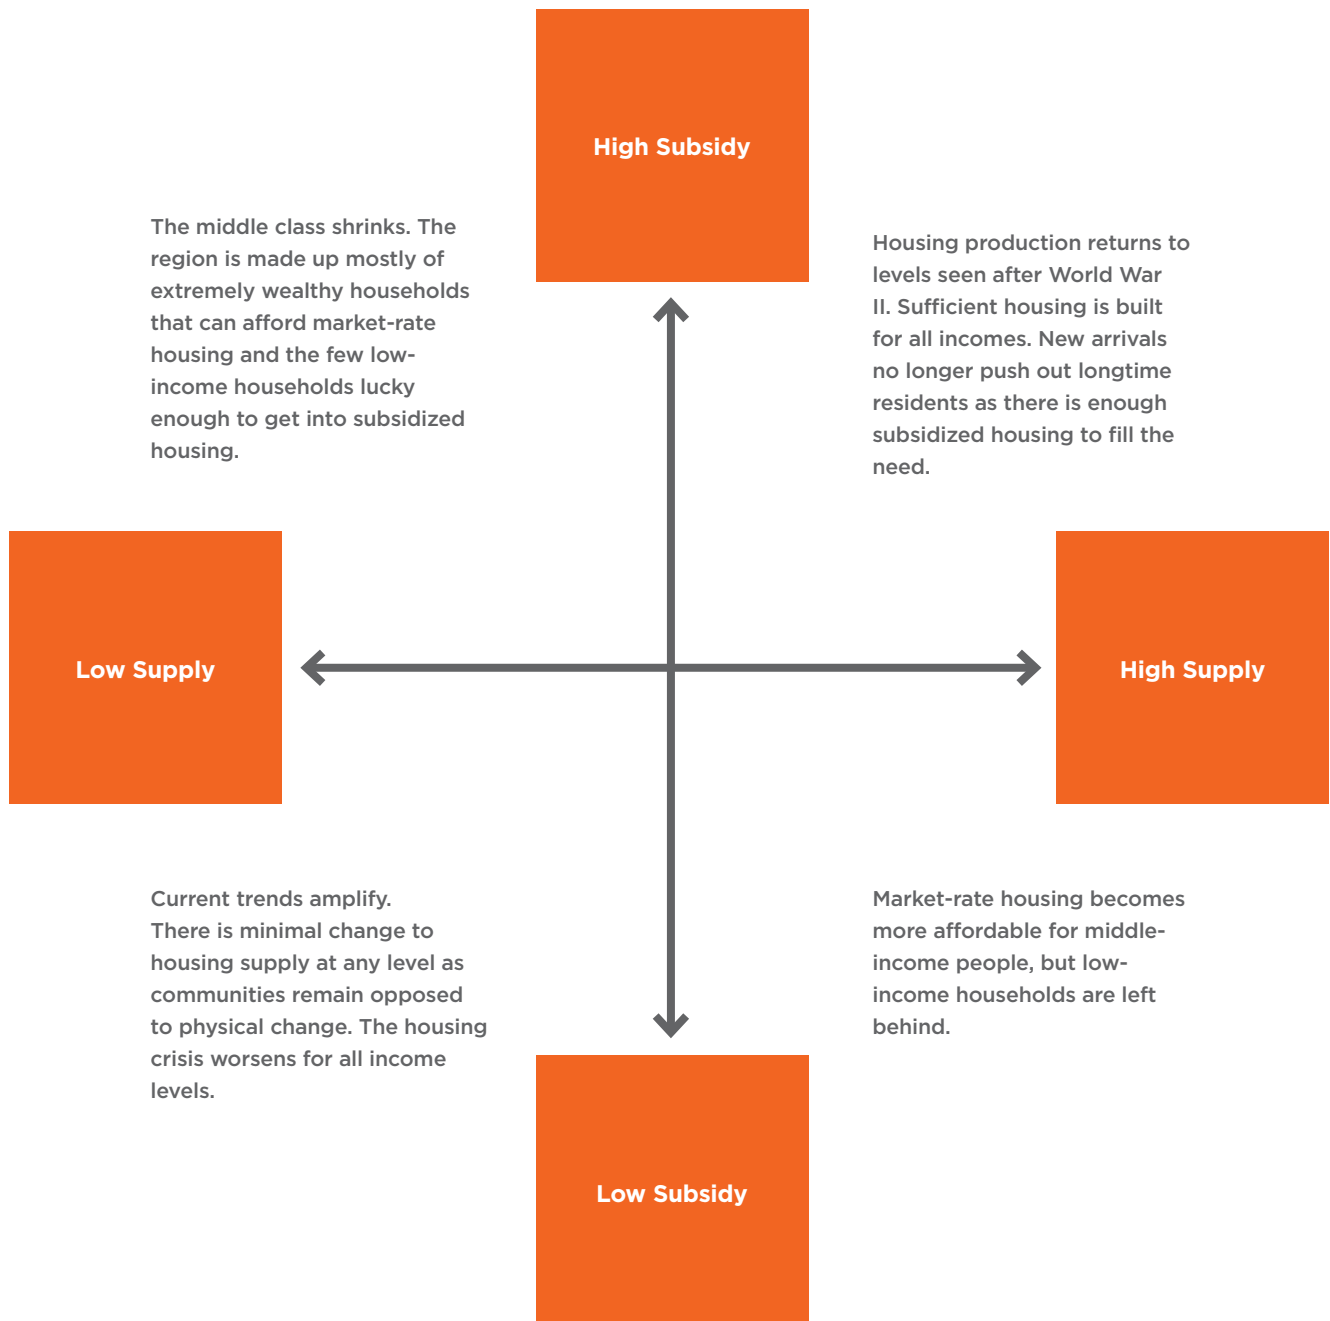 High Subsidy
The middle class shrinks. The
region is made up mostly of
extremely wealthy households
that can afford market-rate
housing and the few low-
income households lucky
enough to get into subsidized
housing.
Housing production returns to
levels seen after World War
II. Sufficient housing is built
for all incomes. New arrivals
no longer push out longtime
residents as there is enough
subsidized housing to fill the
need.
Low Supply
High Supply
Current trends amplify.
There is minimal change to
housing supply at any level as
communities remain opposed
to physical change. The housing
crisis worsens for all income
levels.
Market-rate housing becomes
more affordable for middle-
income people, but low-
income households are left
behind.
Low Subsidy